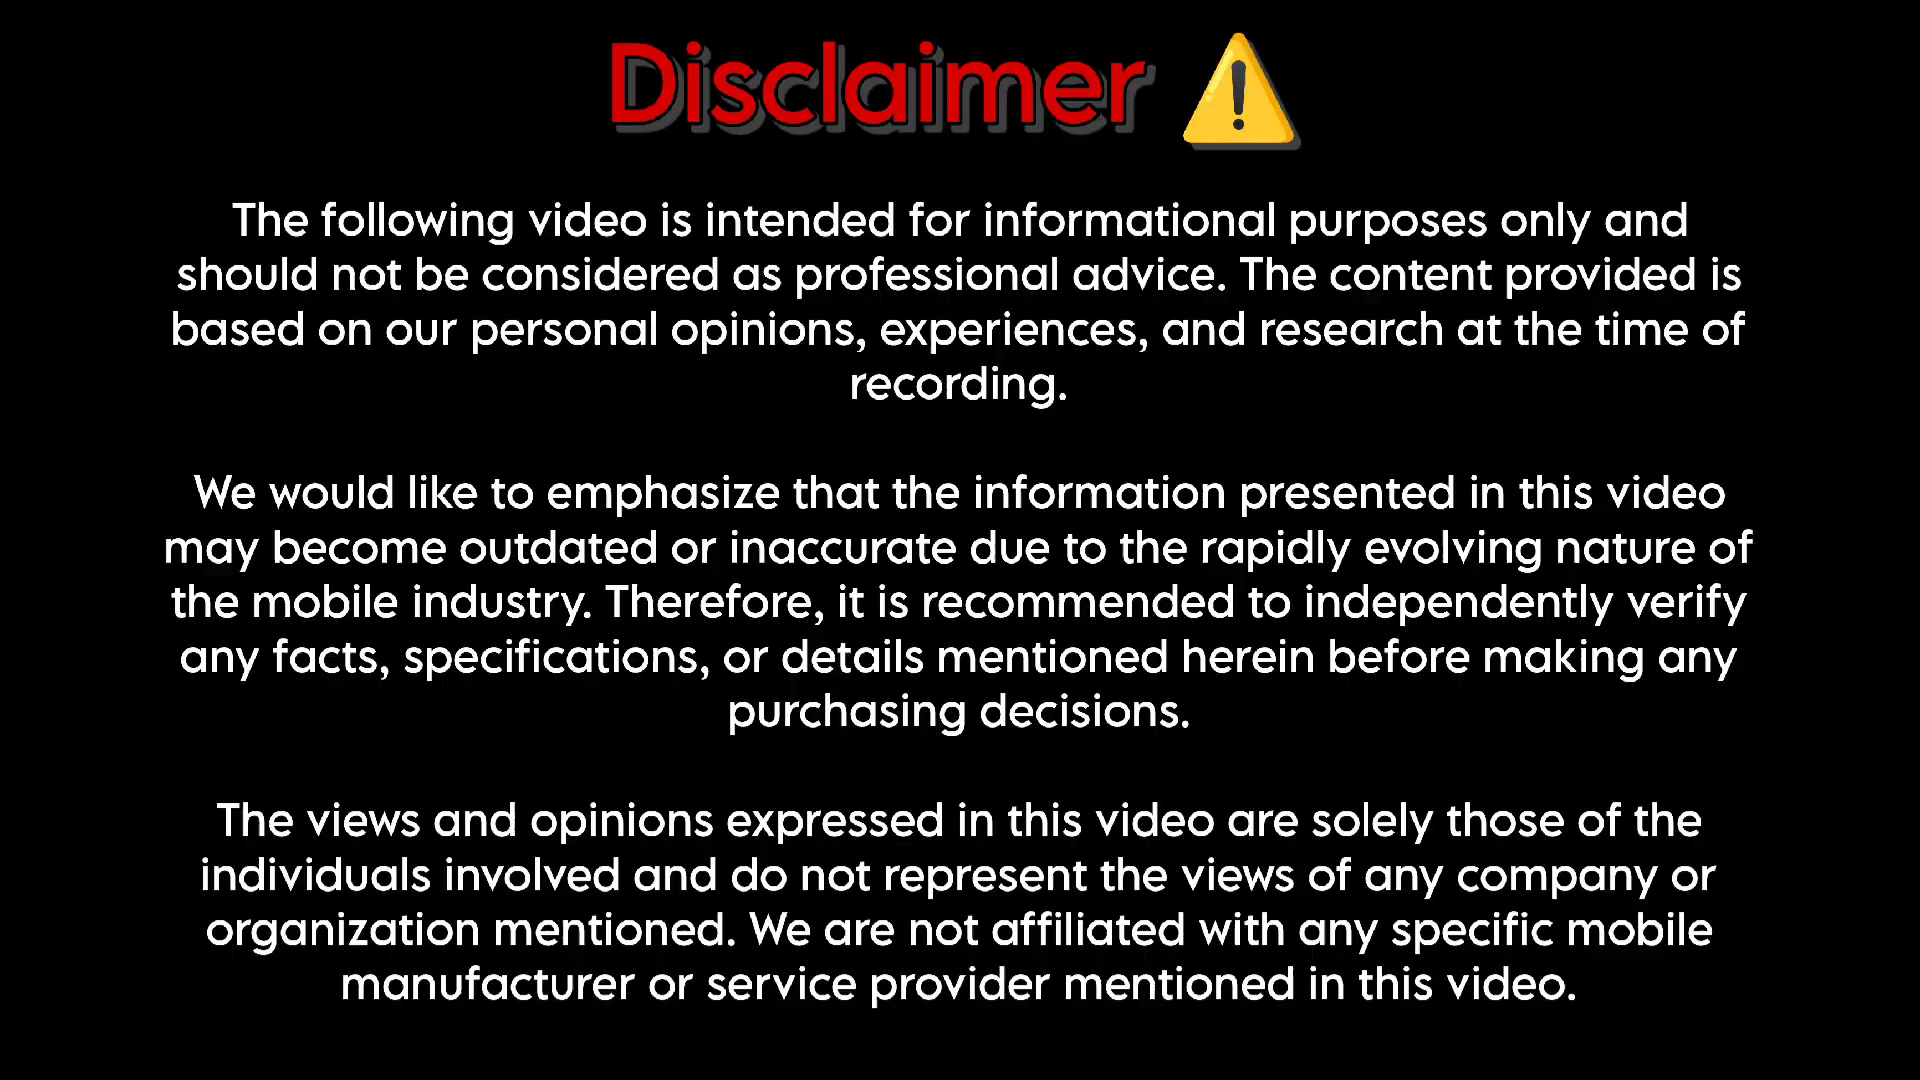 Disclaimer ⚠️
The following video is intended for informational purposes only and
should not be considered as professional advice. The content provided is
based on our personal opinions, experiences, and research at the time of
recording.
We would like to emphasize that the information presented in this video
may become outdated or inaccurate due to the rapidly evolving nature of
the mobile industry. Therefore, it is recommended to independently verify
any facts, specifications, or details mentioned herein before making any
purchasing decisions.
The views and opinions expressed in this video are solely those of the
individuals involved and do not represent the views of any company or
organization mentioned. We are not affiliated with any specific mobile
manufacturer or service provider mentioned in this video.